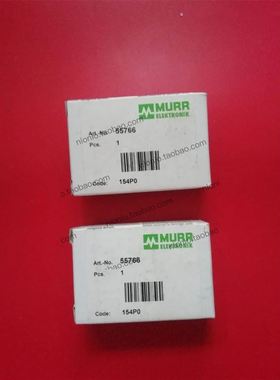 MURR
ELEKTRONIK
Art.-No. 55766
Pcs. 1
Code: 154P0
MURR
ELEKTRONIK
Art.-No. 55766
Pcs. 1
Code: 154P0